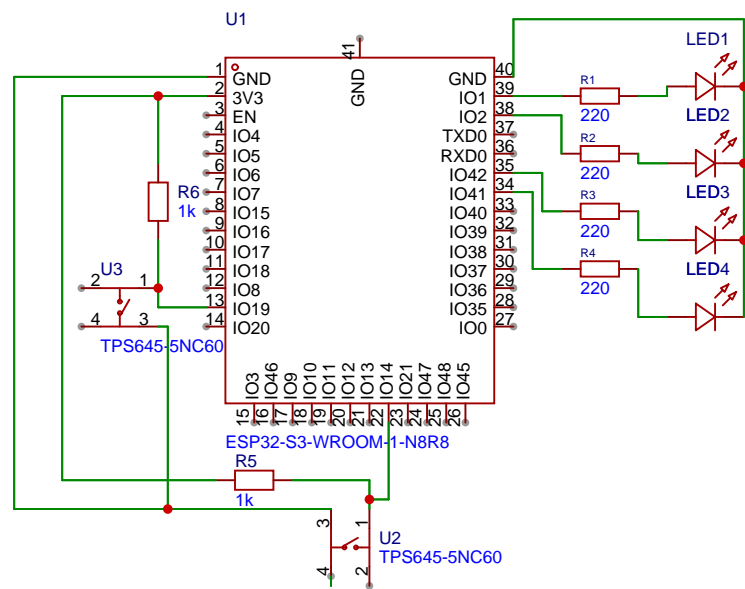 U1
41
GND
1 GND
2 3V3
3 EN
4 IO4
5 IO5
6 IO6
7 IO7
8 IO15
9 IO16
10 IO17
11 IO18
12 IO8
13 IO19
14 IO20
40 GND
39 IO1
38 IO2
37 TXD0
36 RXD0
35 IO42
34 IO41
33 IO40
32 IO39
31 IO38
30 IO37
29 IO36
28 IO35
27 IO0
15 IO3
16 IO46
17 IO9
18 IO10
19 IO11
20 IO12
21 IO13
22 IO14
23 IO21
24 IO47
25 IO48
26 IO45
ESP32-S3-WROOM-1-N8R8
LED1
R1
220
LED2
R2
220
LED3
R3
220
LED4
R4
220
R6
1k
U3
2 1
4 3
TPS645-5NC60
R5
1k
3 1
4 2
U2
TPS645-5NC60